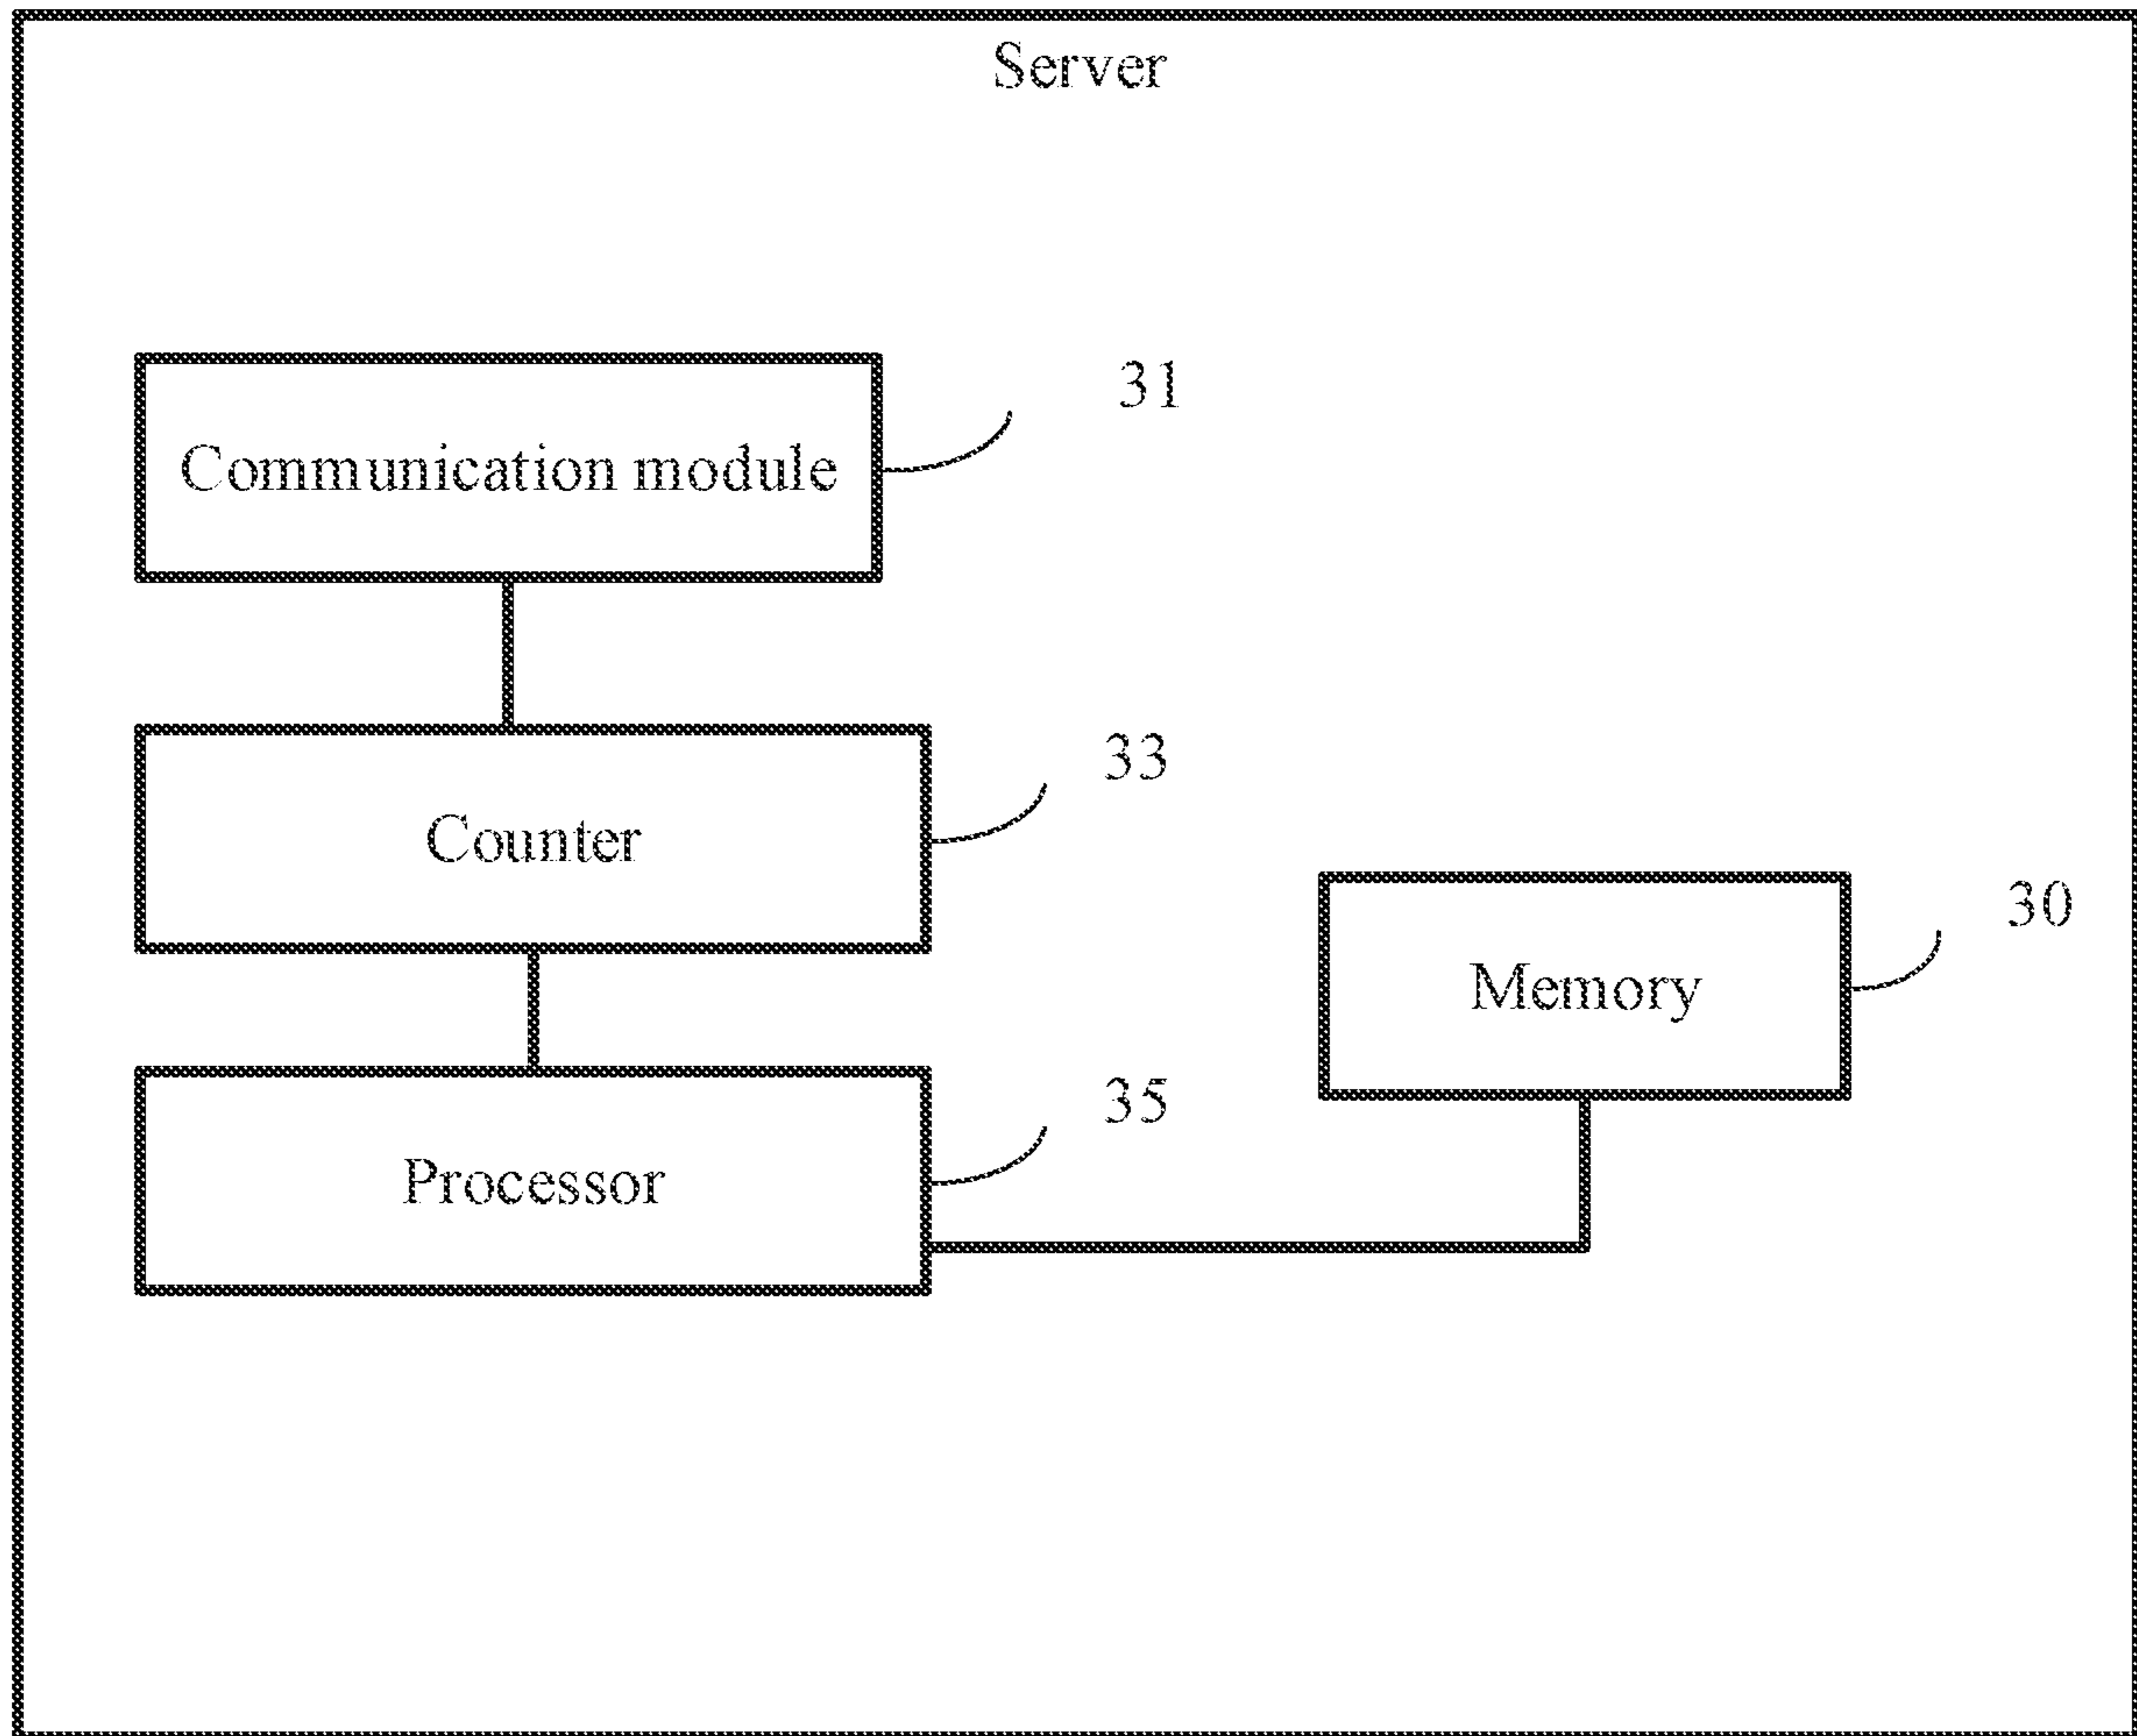 Server
31
Communication module
33
Counter
30
Memory
35
Processor